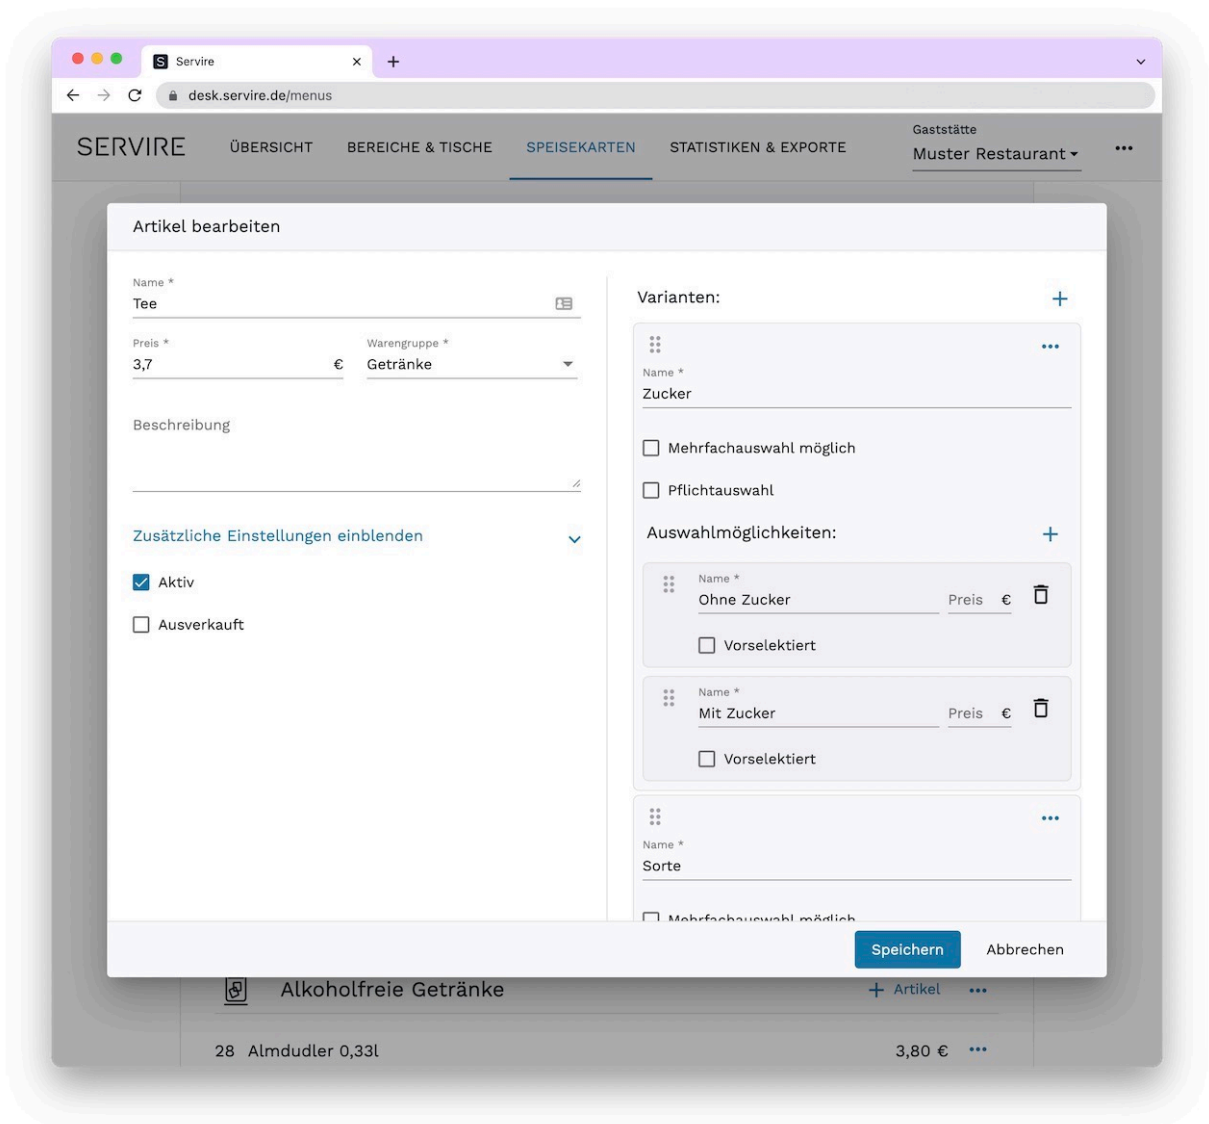 Servire
desk.servire.de/menus
SERVIRE
ÜBERSICHT
BEREICHE & TISCHE
SPEISEKARTEN
STATISTIKEN & EXPORTE
Gaststätte
Muster Restaurant
Artikel bearbeiten
Name *
Tee
Preis *
3,7 €
Warengruppe *
Getränke
Beschreibung
Zusätzliche Einstellungen einblenden
Aktiv
Ausverkauft
Varianten:
Name *
Zucker
Mehrfachauswahl möglich
Pflichtauswahl
Auswahlmöglichkeiten:
Name *
Ohne Zucker
Preis €
Vorselektiert
Name *
Mit Zucker
Preis €
Vorselektiert
Name *
Sorte
Mehrfachauswahl möglich
Speichern
Abbrechen
Alkoholfreie Getränke
+ Artikel
28 Almdudler 0,33l
3,80 €